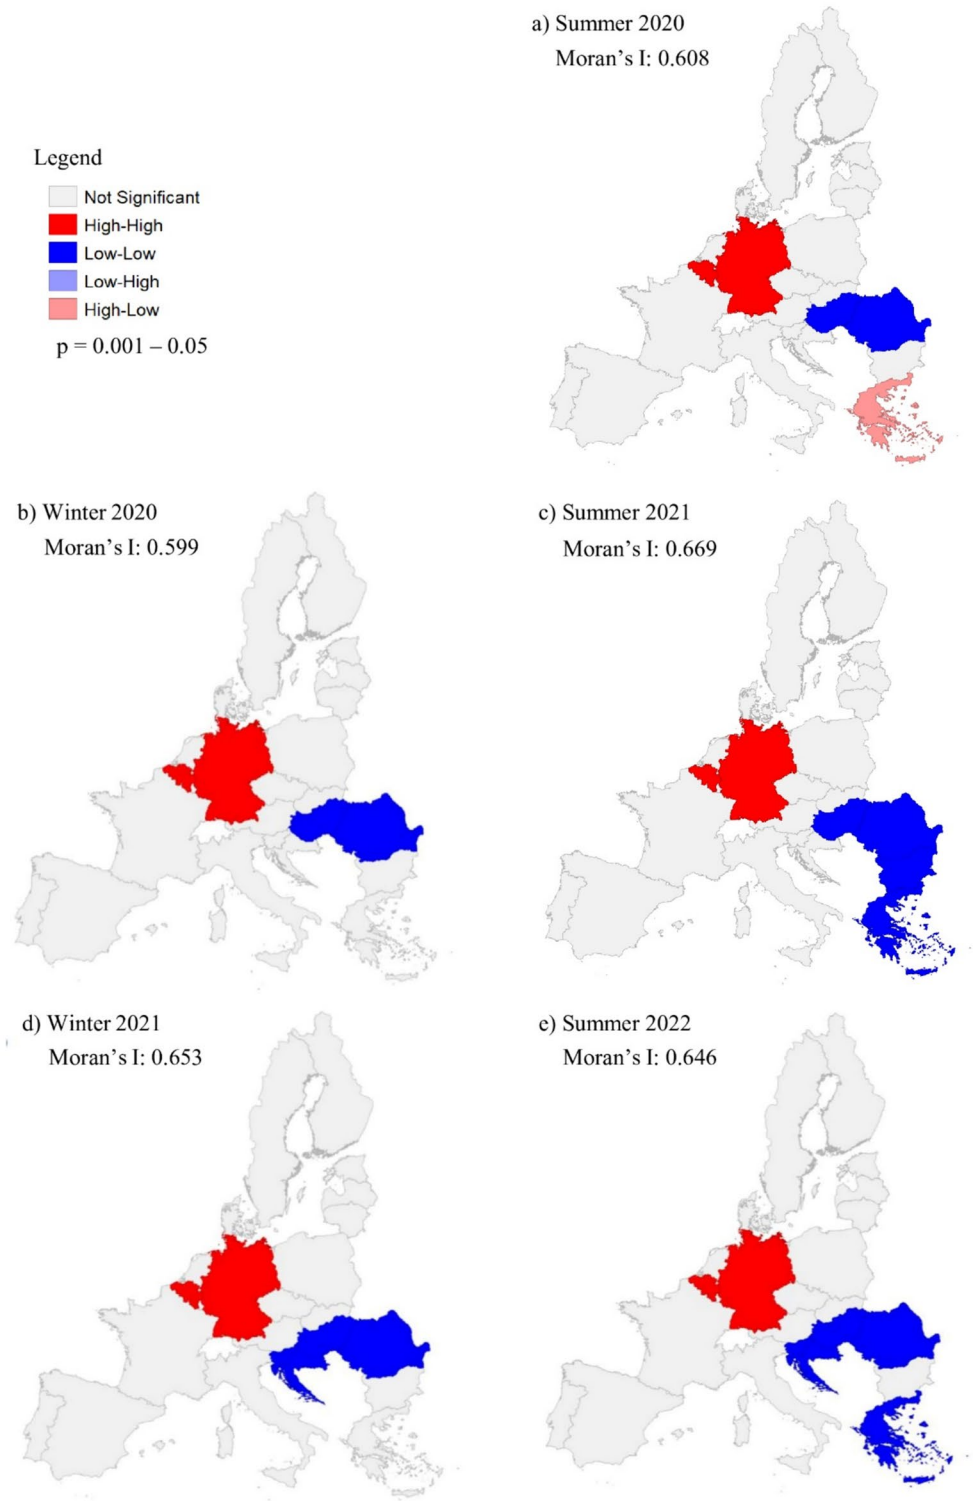 a) Summer 2020
Moran’s I: 0.608
Legend
Not Significant
High-High
Low-Low
Low-High
High-Low
p = 0.001 – 0.05
b) Winter 2020
Moran’s I: 0.599
c) Summer 2021
Moran’s I: 0.669
d) Winter 2021
Moran’s I: 0.653
e) Summer 2022
Moran’s I: 0.646